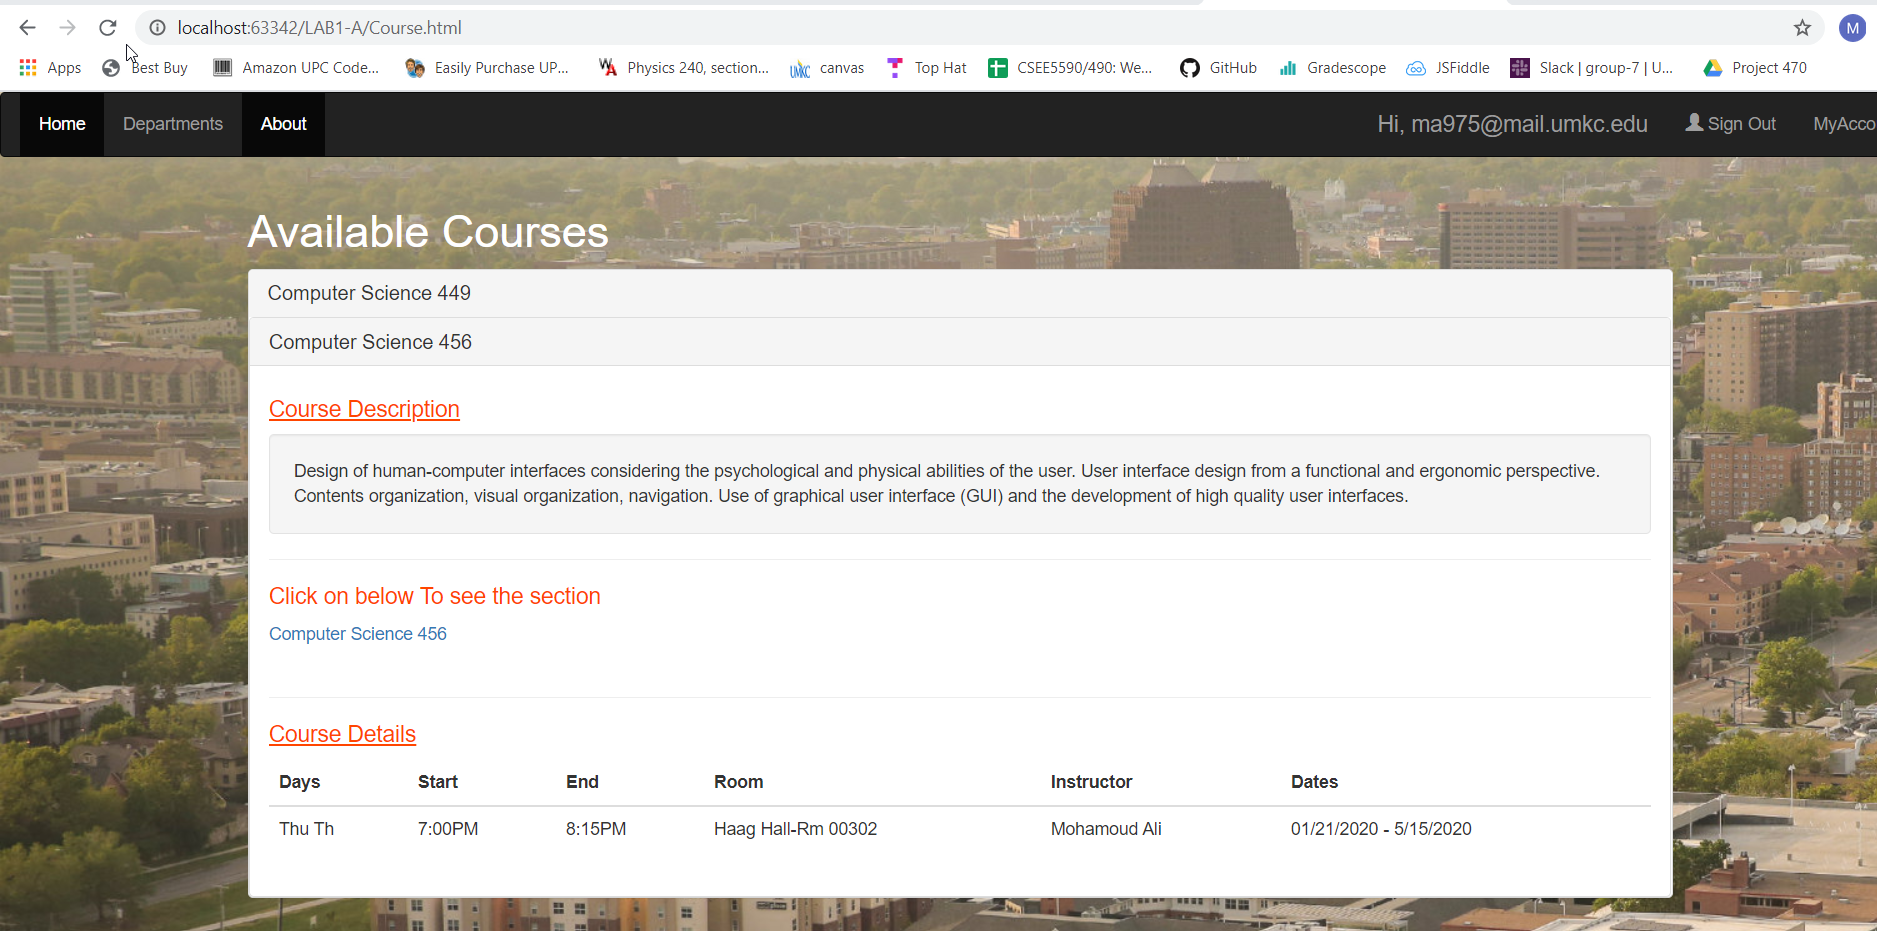 localhost:63342/LAB1-A/Course.html
M
Apps Best Buy Amazon UPC Code... Easily Purchase UP... Physics 240, section... UMKC canvas Top Hat CSEE5590/490: We... GitHub Gradescope JSFiddle Slack | group-7 | U... Project 470
Home Departments About Hi, ma975@mail.umkc.edu Sign Out MyAcco
Available Courses
Computer Science 449
Computer Science 456
Course Description
Design of human-computer interfaces considering the psychological and physical abilities of the user. User interface design from a functional and ergonomic perspective.
Contents organization, visual organization, navigation. Use of graphical user interface (GUI) and the development of high quality user interfaces.
Click on below To see the section
Computer Science 456
Course Details
Days Start End Room Instructor Dates
Thu Th 7:00PM 8:15PM Haag Hall-Rm 00302 Mohamoud Ali 01/21/2020 - 5/15/2020